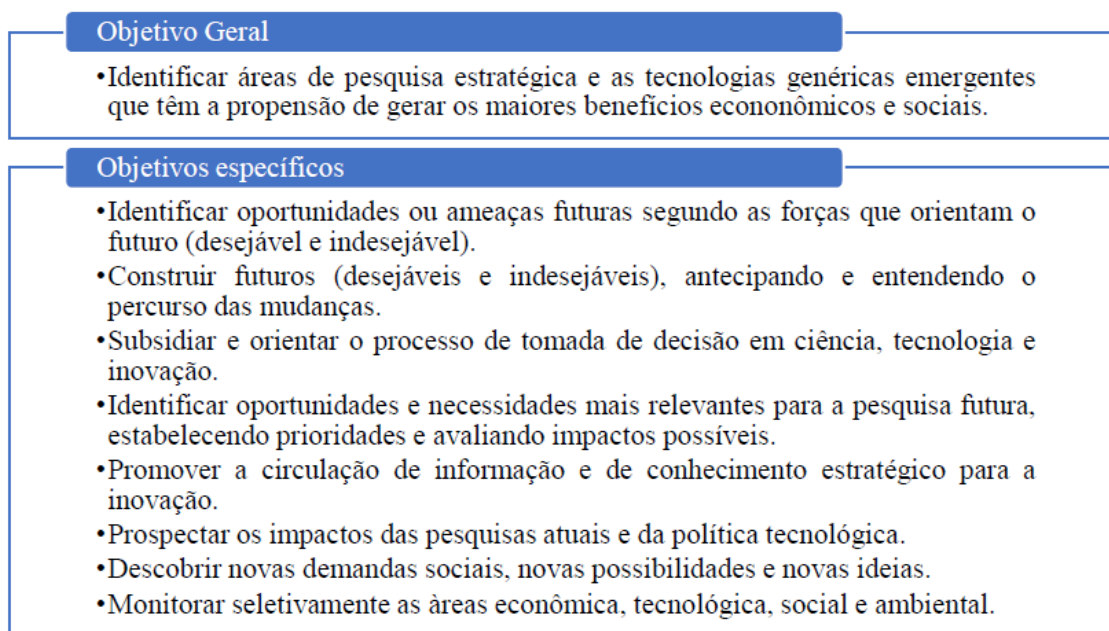 Objetivo Geral
•Identificar áreas de pesquisa estratégica e as tecnologias genéricas emergentes
que têm a propensão de gerar os maiores benefícios econonômicos e sociais.
Objetivos específicos
•Identificar oportunidades ou ameaças futuras segundo as forças que orientam o
futuro (desejável e indesejável).
•Construir futuros (desejáveis e indesejáveis), antecipando e entendendo o
percurso das mudanças.
•Subsidiar e orientar o processo de tomada de decisão em ciência, tecnologia e
inovação.
•Identificar oportunidades e necessidades mais relevantes para a pesquisa futura,
estabelecendo prioridades e avaliando impactos possíveis.
•Promover a circulação de informação e de conhecimento estratégico para a
inovação.
•Prospectar os impactos das pesquisas atuais e da política tecnológica.
•Descobrir novas demandas sociais, novas possibilidades e novas ideias.
•Monitorar seletivamente as àreas econômica, tecnológica, social e ambiental.